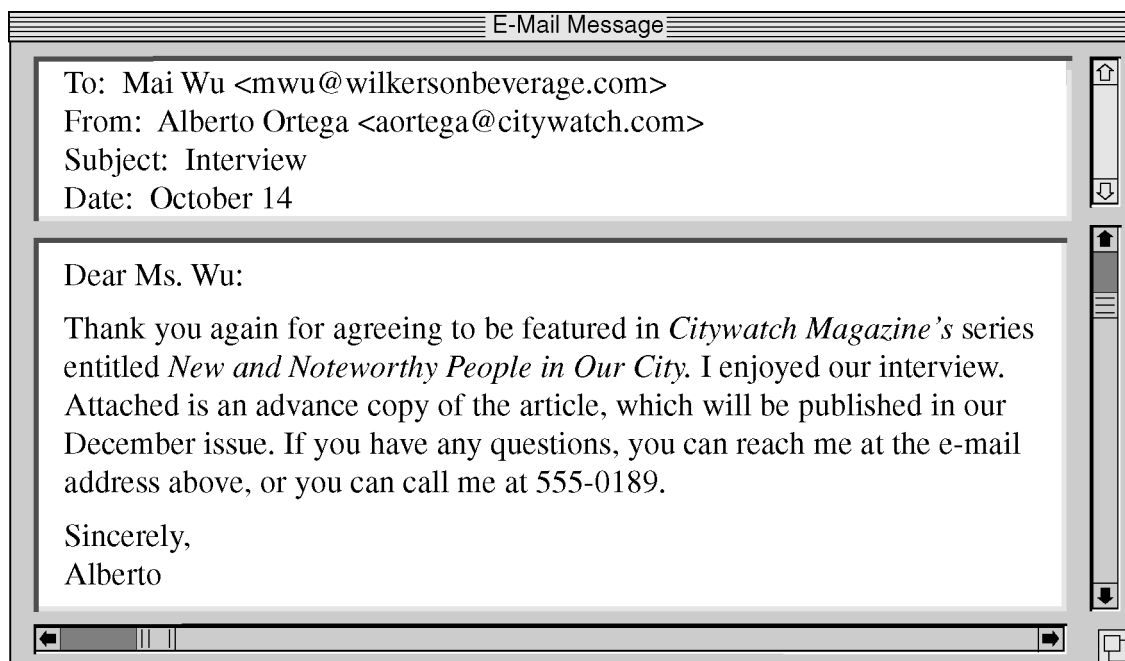 E-Mail Message
To: Mai Wu <mwu@wilkersonbeverage.com>
From: Alberto Ortega <aortega@citywatch.com>
Subject: Interview
Date: October 14
Dear Ms. Wu:
Thank you again for agreeing to be featured in Citywatch Magazine's series
entitled New and Noteworthy People in Our City. I enjoyed our interview.
Attached is an advance copy of the article, which will be published in our
December issue. If you have any questions, you can reach me at the e-mail
address above, or you can call me at 555-0189.
Sincerely,
Alberto